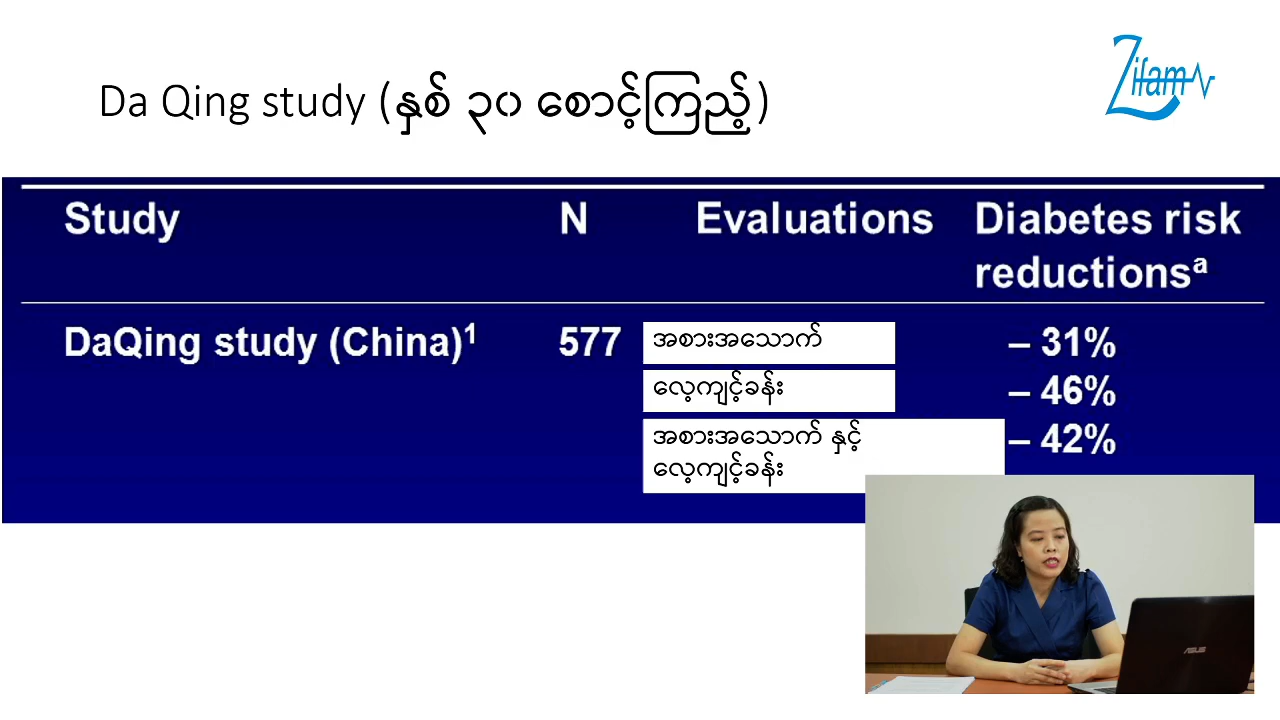 Zifam
Da Qing study (နှစ် ၃၀ စောင့်ကြည့်)
Study N Evaluations Diabetes risk
reductionsᵃ
DaQing study (China)¹ 577 အစားအသောက် – 31%
လေ့ကျင့်ခန်း – 46%
အစားအသောက် နှင့် – 42%
လေ့ကျင့်ခန်း
ASUS